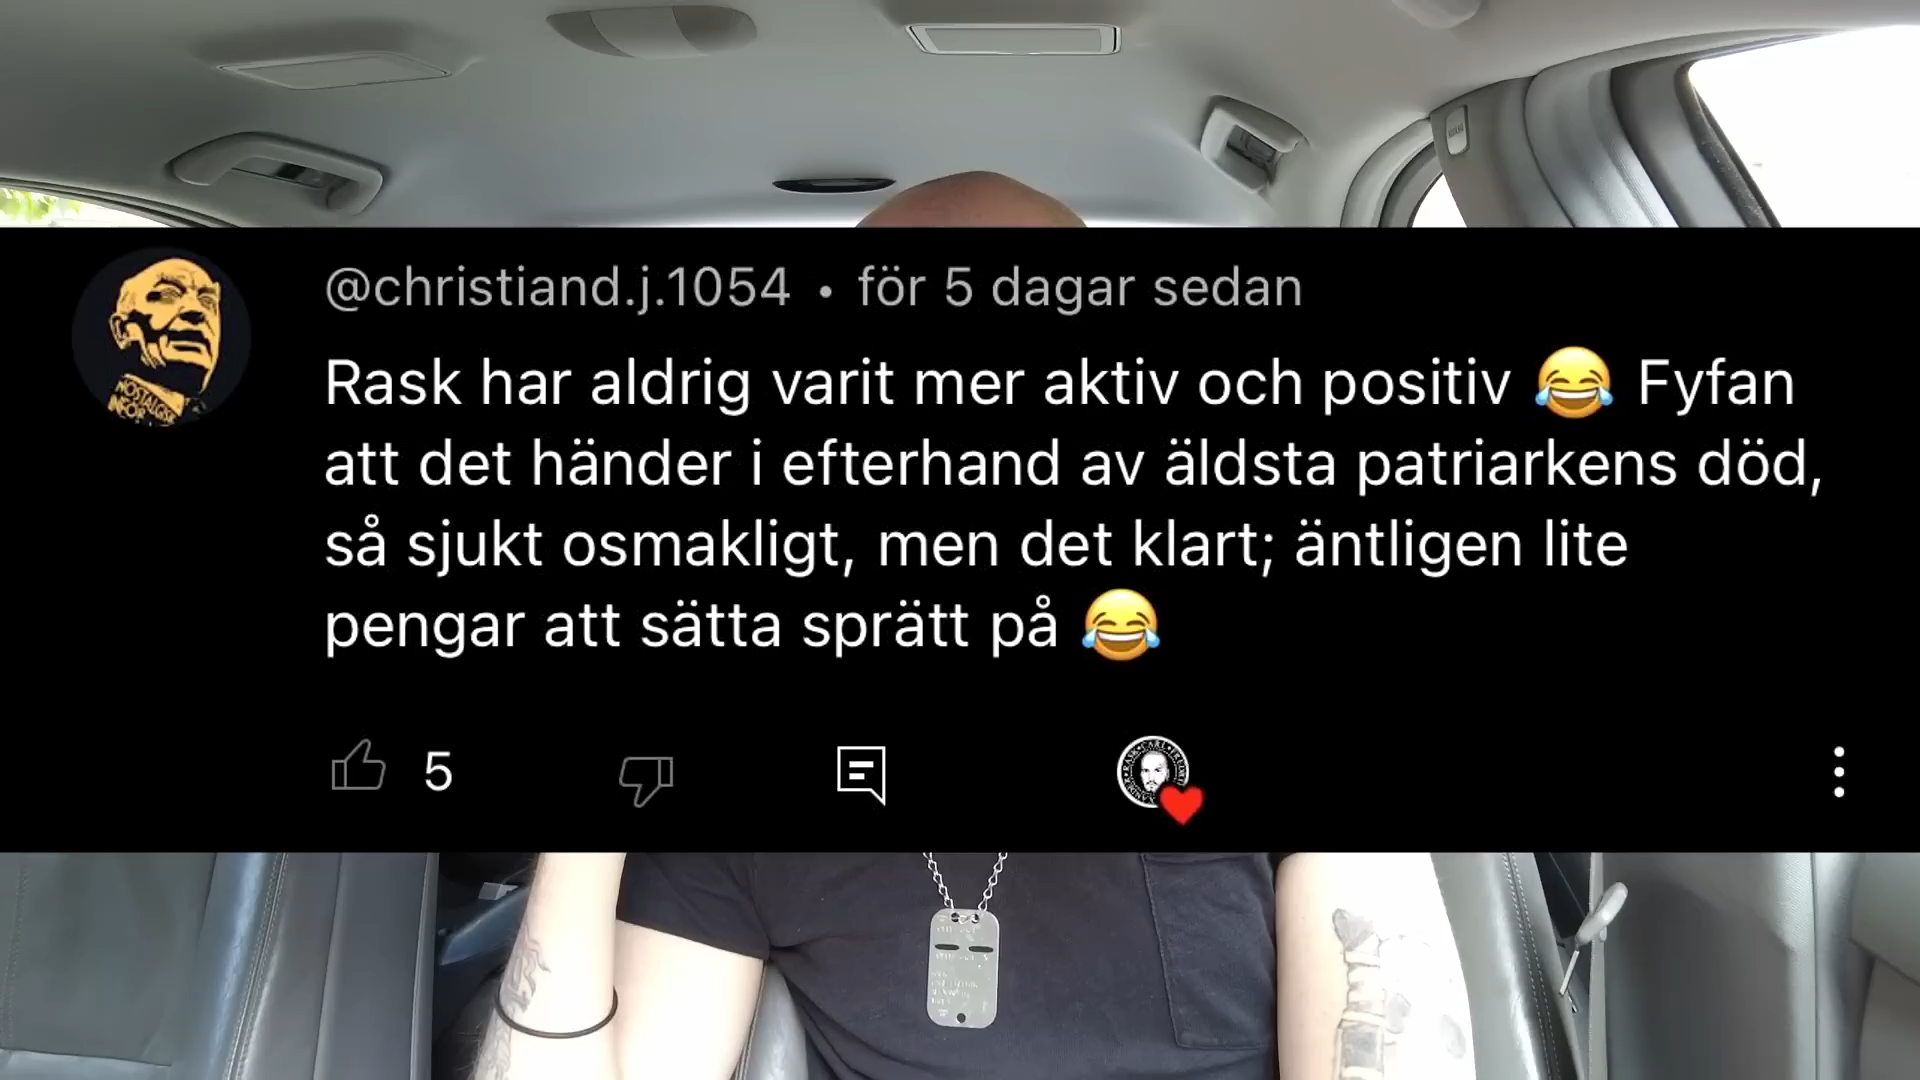 @christiand.j.1054 • för 5 dagar sedan
Rask har aldrig varit mer aktiv och positiv 😂 Fyfan
att det händer i efterhand av äldsta patriarkens död,
så sjukt osmakligt, men det klart; äntligen lite
pengar att sätta sprätt på 😂
5